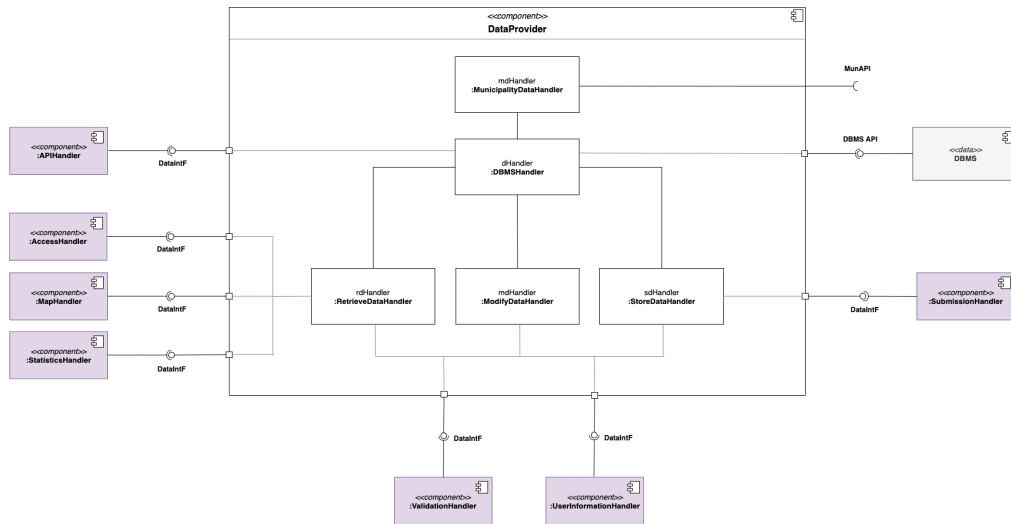 <<component>>
DataProvider
mdHandler
:MunicipalityDataHandler
MunAPI
<<component>>
:APIHandler
DataIntF
dHandler
:DBMSHandler
DBMS API
<<data>>
DBMS
<<component>>
:AccessHandler
DataIntF
<<component>>
:MapHandler
DataIntF
rdHandler
:RetrieveDataHandler
mdHandler
:ModifyDataHandler
sdHandler
:StoreDataHandler
DataIntF
<<component>>
:SubmissionHandler
<<component>>
:StatisticsHandler
DataIntF
DataIntF
DataIntF
<<component>>
:ValidationHandler
<<component>>
:UserInformationHandler